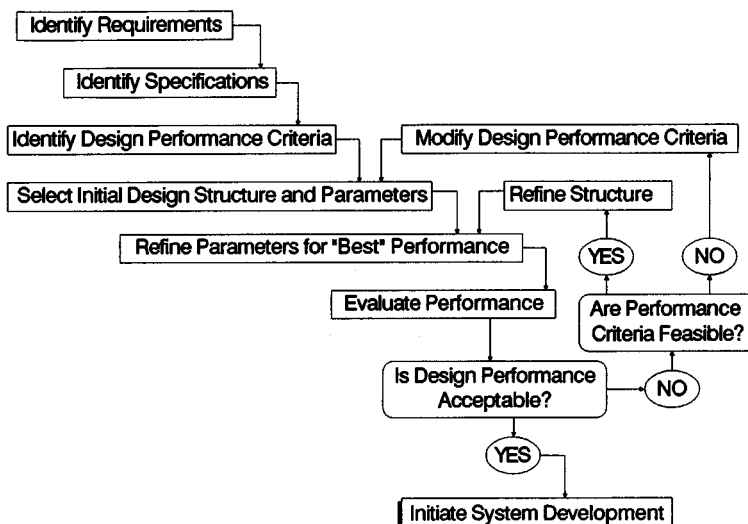 Identify Requirements
Identify Specifications
Identify Design Performance Criteria
Modify Design Performance Criteria
Select Initial Design Structure and Parameters
Refine Structure
Refine Parameters for "Best" Performance
YES
NO
Evaluate Performance
Are Performance
Criteria Feasible?
Is Design Performance
Acceptable?
NO
YES
Initiate System Development